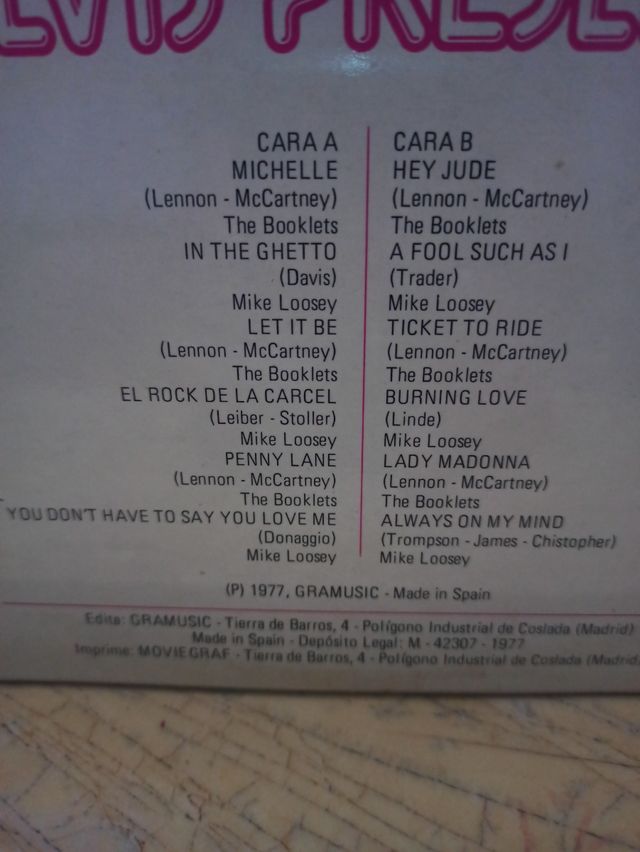 ELVIS PRESLE
CARA A
MICHELLE
(Lennon - McCartney)
The Booklets
IN THE GHETTO
(Davis)
Mike Loosey
LET IT BE
(Lennon - McCartney)
The Booklets
EL ROCK DE LA CARCEL
(Leiber - Stoller)
Mike Loosey
PENNY LANE
(Lennon - McCartney)
The Booklets
YOU DON'T HAVE TO SAY YOU LOVE ME
(Donaggio)
Mike Loosey
CARA B
HEY JUDE
(Lennon - McCartney)
The Booklets
A FOOL SUCH AS I
(Trader)
Mike Loosey
TICKET TO RIDE
(Lennon - McCartney)
The Booklets
BURNING LOVE
(Linde)
Mike Loosey
LADY MADONNA
(Lennon - McCartney)
The Booklets
ALWAYS ON MY MIND
(Trompson - James - Chistopher)
Mike Loosey
(P) 1977, GRAMUSIC - Made in Spain
Edita: GRAMUSIC - Tierra de Barros, 4 - Polígono Industrial de Coslada (Madrid)
Made in Spain - Depósito Legal: M - 42307 - 1977
Imprime: MOVIEGRAF - Tierra de Barros, 4 - Polígono Industrial de Coslada (Madrid)